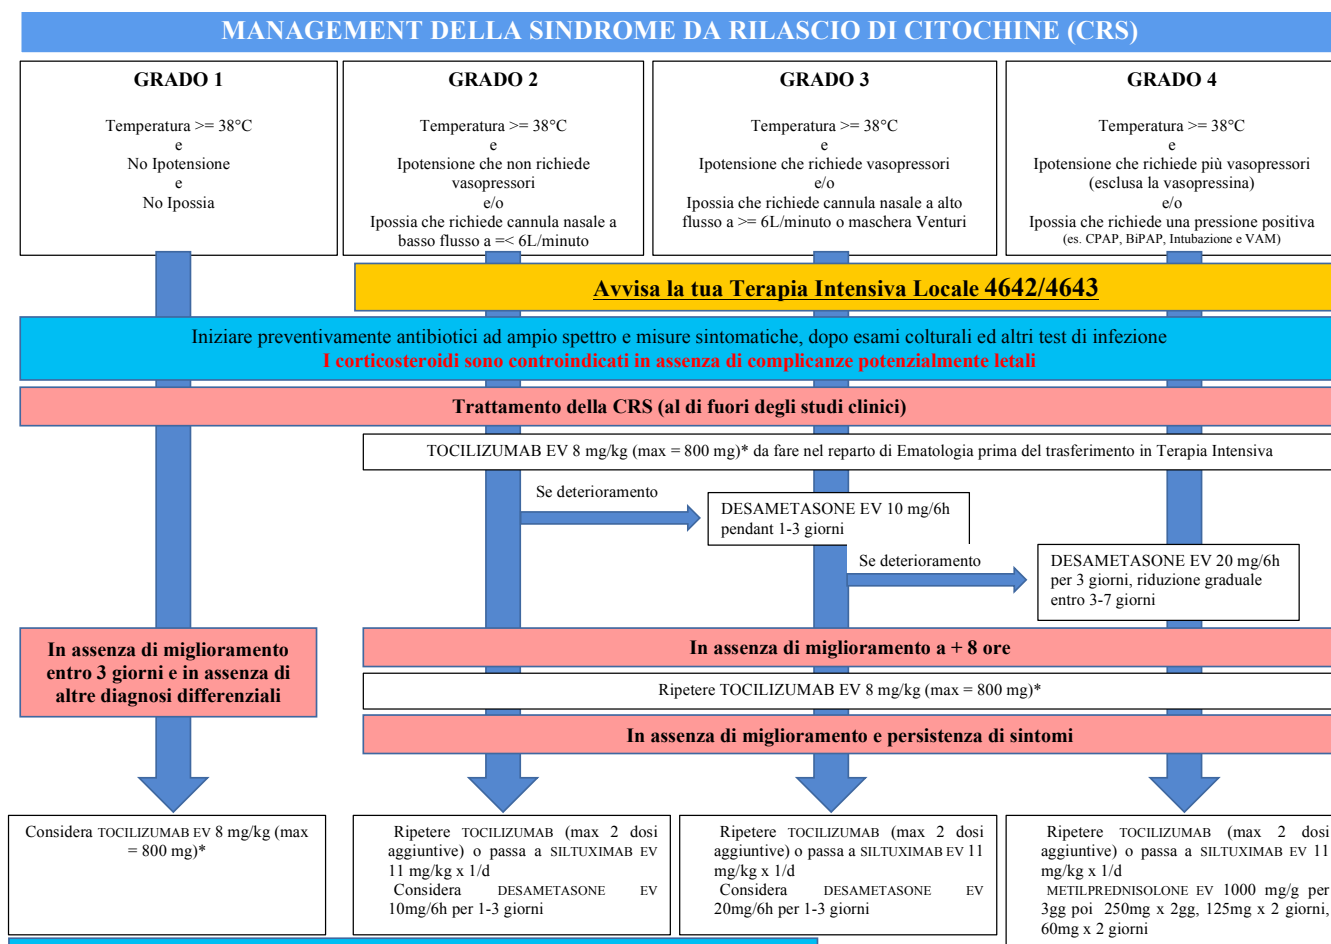 MANAGEMENT DELLA SINDROME DA RILASCIO DI CITOCHINE (CRS)
GRADO 1
Temperatura >= 38°C
e
No Ipotensione
e
No Ipossia
GRADO 2
Temperatura >= 38°C
e
Ipotensione che non richiede
vasopressori
e/o
Ipossia che richiede cannula nasale a
basso flusso a =< 6L/minuto
GRADO 3
Temperatura >= 38°C
e
Ipotensione che richiede vasopressori
e/o
Ipossia che richiede cannula nasale a alto
flusso a >= 6L/minuto o maschera Venturi
GRADO 4
Temperatura >= 38°C
e
Ipotensione che richiede più vasopressori
(esclusa la vasopressina)
e/o
Ipossia che richiede una pressione positiva
(es. CPAP, BiPAP, Intubazione e VAM)
Avvisa la tua Terapia Intensiva Locale 4642/4643
Iniziare preventivamente antibiotici ad ampio spettro e misure sintomatiche, dopo esami colturali ed altri test di infezione
I corticosteroidi sono controindicati in assenza di complicanze potenzialmente letali
Trattamento della CRS (al di fuori degli studi clinici)
TOCILIZUMAB EV 8 mg/kg (max = 800 mg)* da fare nel reparto di Ematologia prima del trasferimento in Terapia Intensiva
Se deterioramento
DESAMETASONE EV 10 mg/6h
pendant 1-3 giorni
Se deterioramento
DESAMETASONE EV 20 mg/6h
per 3 giorni, riduzione graduale
entro 3-7 giorni
In assenza di miglioramento
entro 3 giorni e in assenza di
altre diagnosi differenziali
In assenza di miglioramento a + 8 ore
Ripetere TOCILIZUMAB EV 8 mg/kg (max = 800 mg)*
In assenza di miglioramento e persistenza di sintomi
Considera TOCILIZUMAB EV 8 mg/kg (max
= 800 mg)*
Ripetere TOCILIZUMAB (max 2 dosi
aggiuntive) o passa a SILTUXIMAB EV
11 mg/kg x 1/d
Considera DESAMETASONE EV
10mg/6h per 1-3 giorni
Ripetere TOCILIZUMAB (max 2 dosi
aggiuntive) o passa a SILTUXIMAB EV 11
mg/kg x 1/d
Considera DESAMETASONE EV
20mg/6h per 1-3 giorni
Ripetere TOCILIZUMAB (max 2 dosi
aggiuntive) o passa a SILTUXIMAB EV 11
mg/kg x 1/d
METILPREDNISOLONE EV 1000 mg/g per
3gg poi 250mg x 2gg, 125mg x 2 giorni,
60mg x 2 giorni